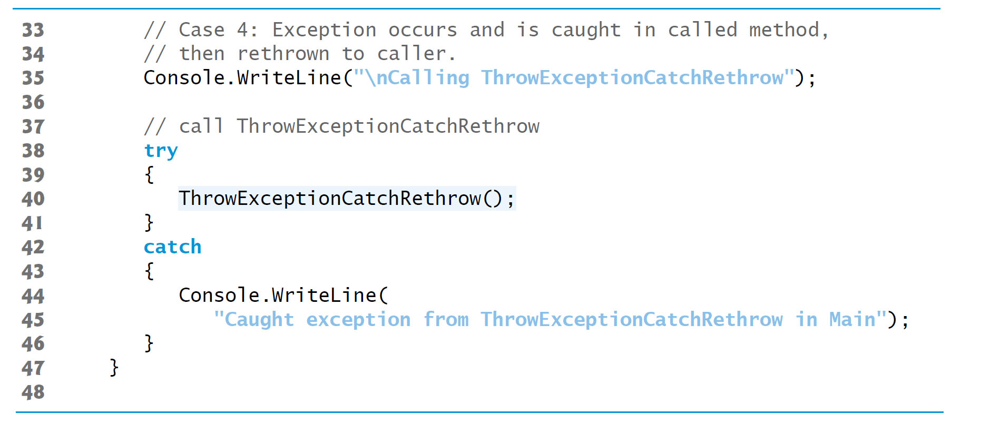 33 // Case 4: Exception occurs and is caught in called method,
34 // then rethrown to caller.
35 Console.WriteLine("\nCalling ThrowExceptionCatchRethrow");
36
37 // call ThrowExceptionCatchRethrow
38 try
39 {
40 ThrowExceptionCatchRethrow();
41 }
42 catch
43 {
44 Console.WriteLine(
45 "Caught exception from ThrowExceptionCatchRethrow in Main");
46 }
47 }
48